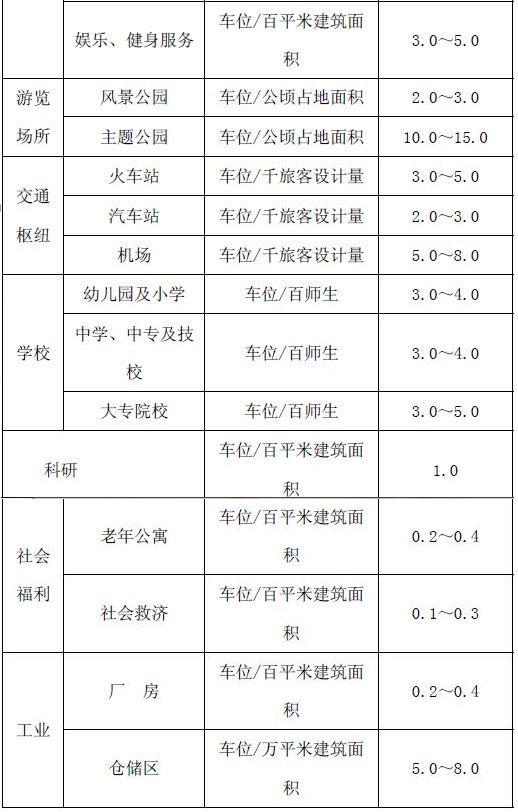 娱乐、健身服务 车位/百平米建筑面
积 3.0～5.0
游览
场所
风景公园 车位/公顷占地面积 2.0～3.0
主题公园 车位/公顷占地面积 10.0～15.0
交通
枢纽
火车站 车位/千旅客设计量 3.0～5.0
汽车站 车位/千旅客设计量 2.0～3.0
机场 车位/千旅客设计量 5.0～8.0
学校
幼儿园及小学 车位/百师生 3.0～4.0
中学、中专及技
校 车位/百师生 3.0～4.0
大专院校 车位/百师生 3.0～5.0
科研 车位/百平米建筑面
积 1.0
社会
福利
老年公寓 车位/百平米建筑面
积 0.2～0.4
社会救济 车位/百平米建筑面
积 0.1～0.3
工业
厂 房 车位/百平米建筑面
积 0.2～0.4
仓储区 车位/万平米建筑面
积 5.0～8.0